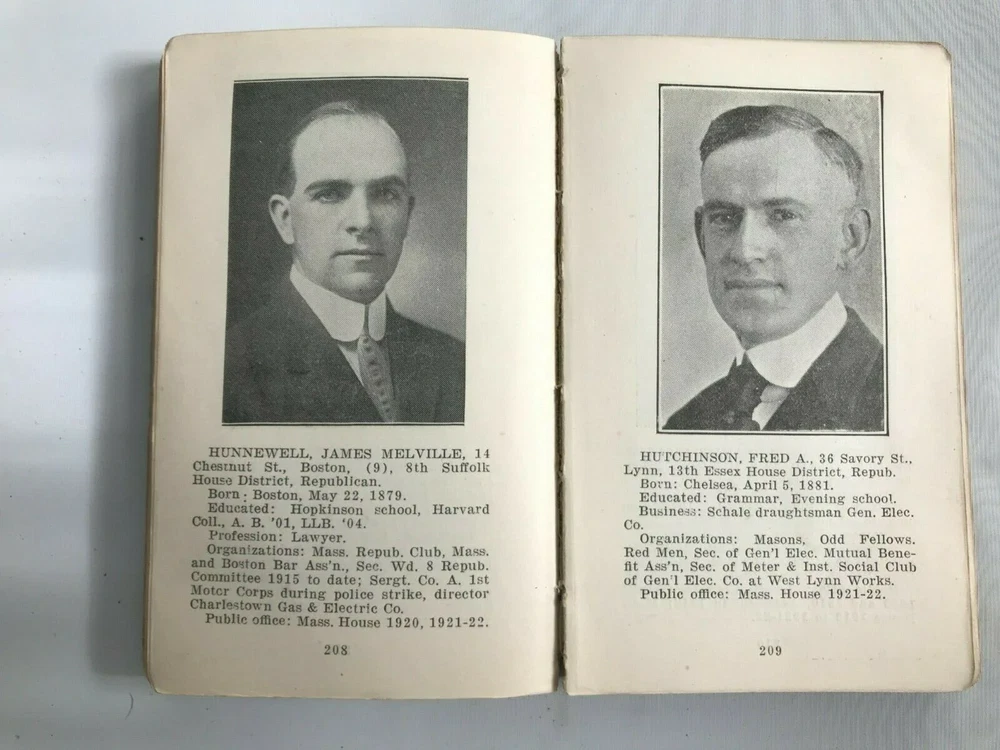 HUNNEWELL, JAMES MELVILLE, 14
Chestnut St., Boston, (9), 8th Suffolk
House District, Republican.
Born: Boston, May 22, 1879.
Educated: Hopkinson school, Harvard
Coll., A. B. '01, LLB. '04.
Profession: Lawyer.
Organizations: Mass. Repub. Club, Mass.
and Boston Bar Ass'n., Sec. Wd. 8 Repub.
Committee 1915 to date; Sergt. Co. A. 1st
Motor Corps during police strike, director
Charlestown Gas & Electric Co.
Public office: Mass. House 1920, 1921-22.
208
HUTCHINSON, FRED A., 36 Savory St.,
Lynn, 13th Essex House District, Repub.
Born: Chelsea, April 5, 1881.
Educated: Grammar, Evening school.
Business: Schale draughtsman Gen. Elec.
Co.
Organizations: Masons, Odd Fellows.
Red Men, Sec. of Gen'l Elec. Mutual Bene-
fit Ass'n, Sec. of Meter & Inst. Social Club
of Gen'l Elec. Co. at West Lynn Works.
Public office: Mass. House 1921-22.
209